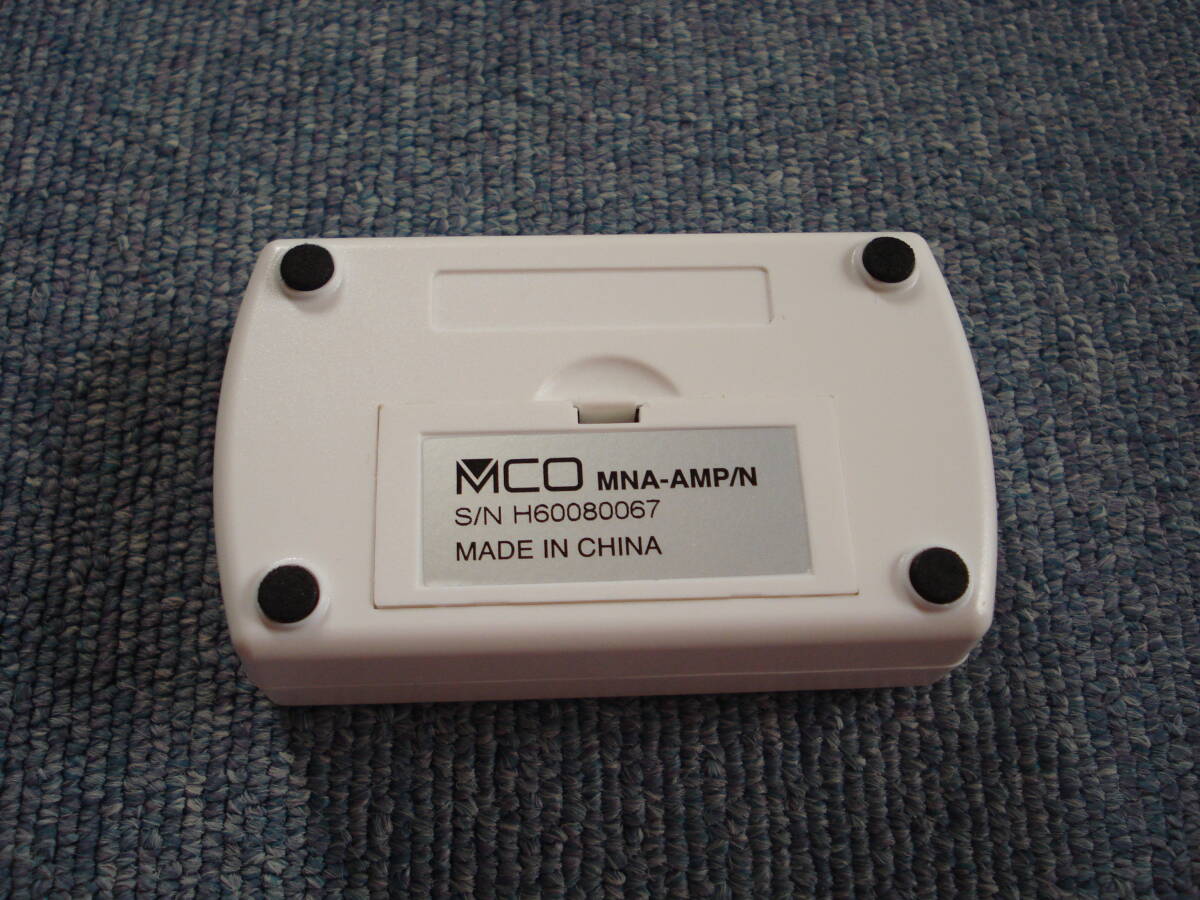 MCO MNA-AMP/N
S/N H60080067
MADE IN CHINA